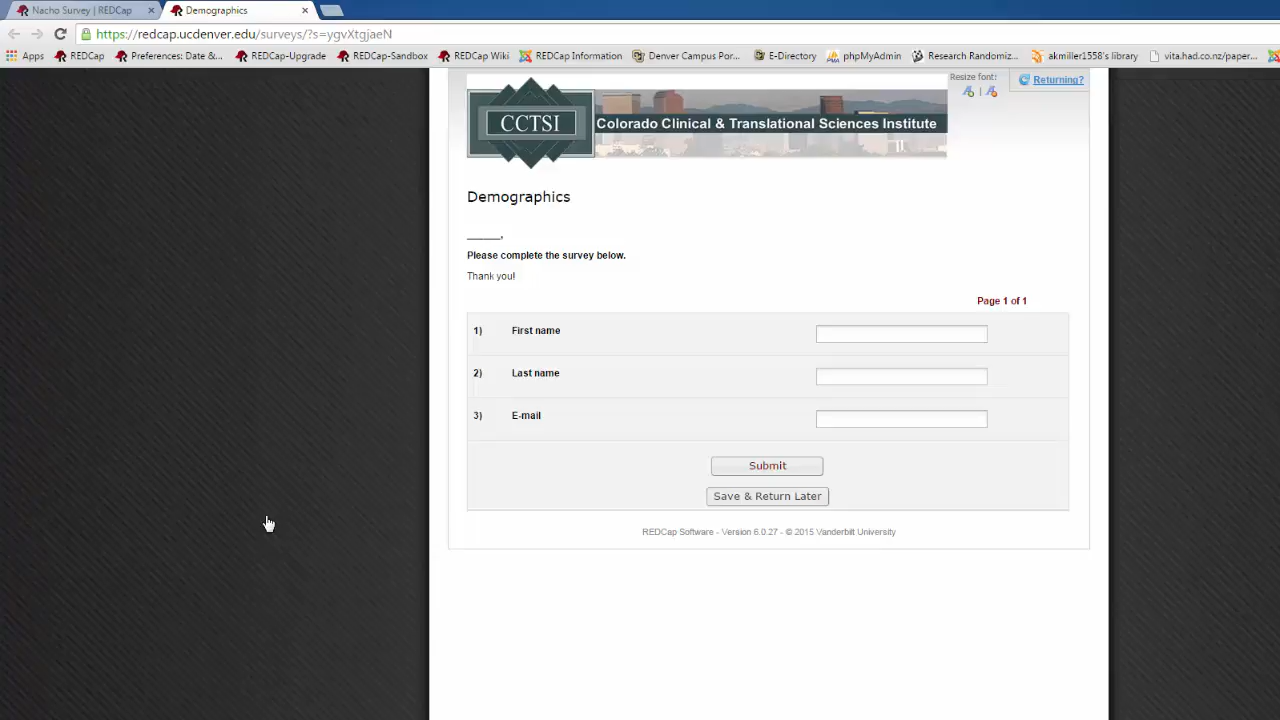 Nacho Survey | REDCap
Demographics
https://redcap.ucdenver.edu/surveys/?s=ygvXtgjaeN
Apps REDCap Preferences: Date &... REDCap-Upgrade REDCap-Sandbox REDCap Wiki REDCap Information Denver Campus Por... E-Directory phpMyAdmin Research Randomiz... akmiller1558's library vita.had.co.nz/paper...
Resize font:
Returning?
CCTSI
Colorado Clinical & Translational Sciences Institute
Demographics
______,
Please complete the survey below.
Thank you!
Page 1 of 1
1) First name
2) Last name
3) E-mail
Submit
Save & Return Later
REDCap Software - Version 6.0.27 - © 2015 Vanderbilt University